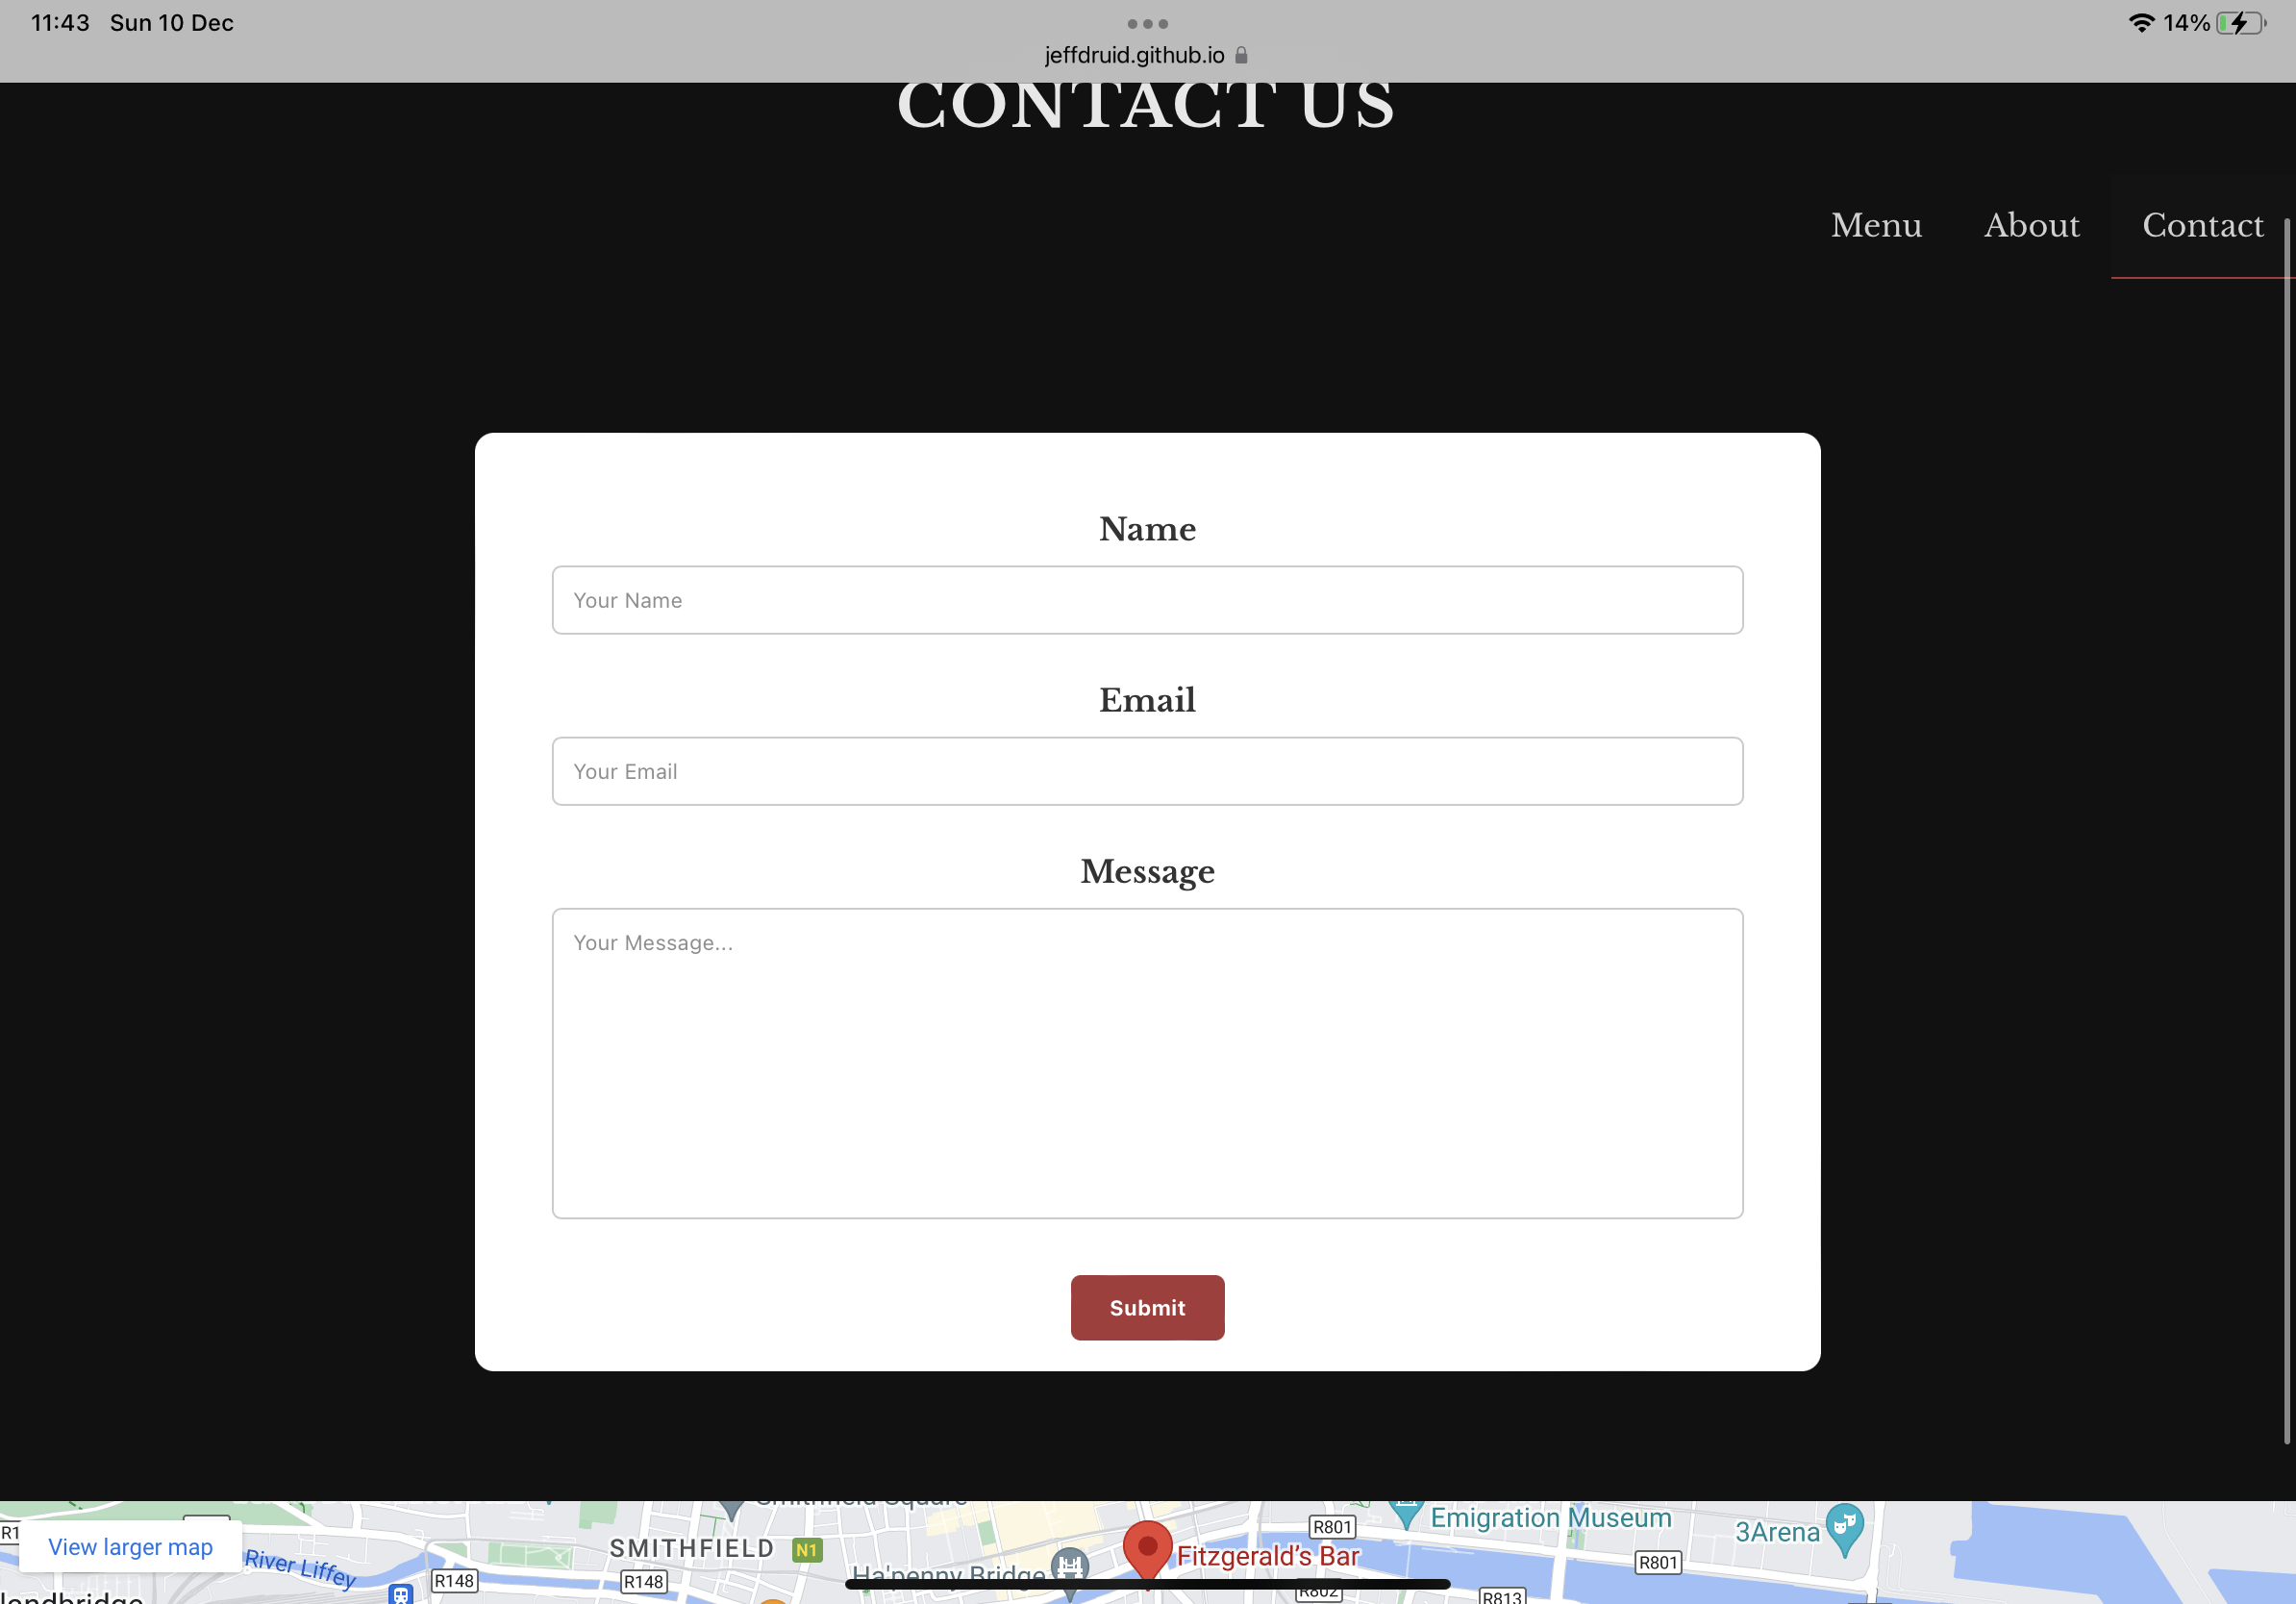 11:43 Sun 10 Dec
14%
jeffdruid.github.io
CONTACT US
Menu About Contact
Name
Your Name
Email
Your Email
Message
Your Message...
Submit
Smithfield Square
R801
Emigration Museum
3Arena
View larger map
SMITHFIELD
N1
Fitzgerald's Bar
R801
River Liffey
Ha'penny Bridge
R148
R148
R802
R813